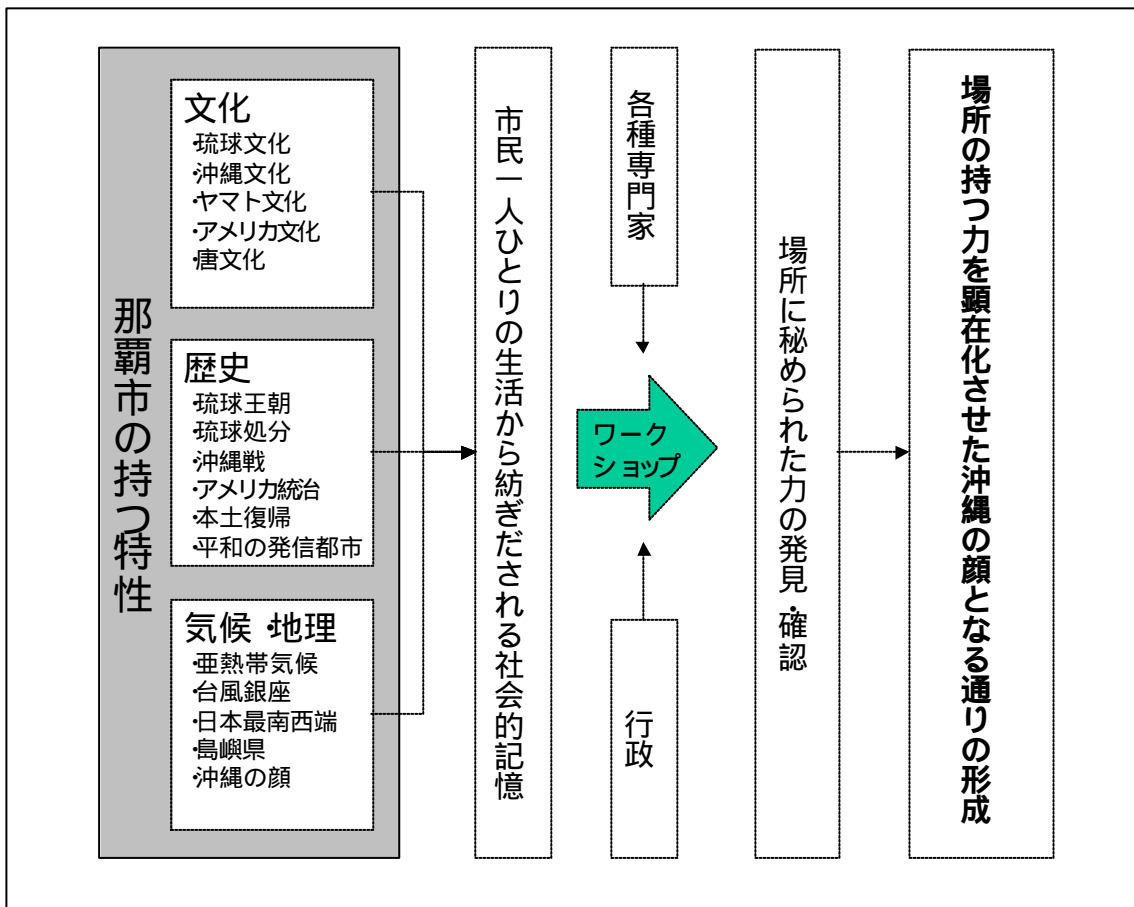 那覇市の持つ特性
文化
・琉球文化
・沖縄文化
・ヤマト文化
・アメリカ文化
・唐文化
歴史
・琉球王朝
・琉球処分
・沖縄戦
・アメリカ統治
・本土復帰
・平和の発信都市
気候・地理
・亜熱帯気候
・台風銀座
・日本最南西端
・島嶼県
・沖縄の顔
市民一人ひとりの生活から紡ぎだされる社会的記憶
各種専門家
ワーク
ショップ
行政
場所に秘められた力の発見・確認
場所の持つ力を顕在化させた沖縄の顔となる通りの形成